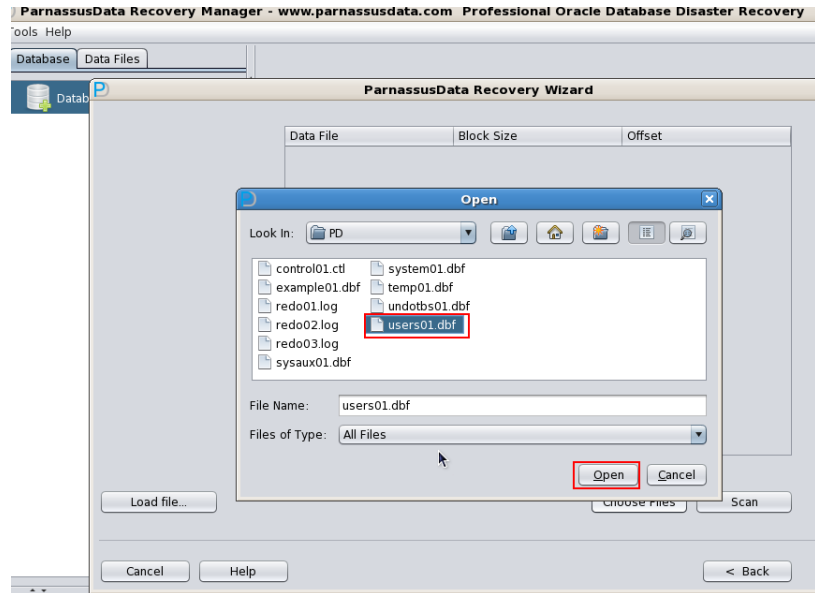 ParnassusData Recovery Manager - www.parnassusdata.com Professional Oracle Database Disaster Recovery
Tools Help
Database Data Files
Datab
ParnassusData Recovery Wizard
Data File Block Size Offset
Open
Look In: PD
control01.ctl system01.dbf
example01.dbf temp01.dbf
redo01.log undotbs01.dbf
redo02.log users01.dbf
redo03.log
sysaux01.dbf
File Name: users01.dbf
Files of Type: All Files
Open Cancel
Load file... Choose Files Scan
Cancel Help < Back